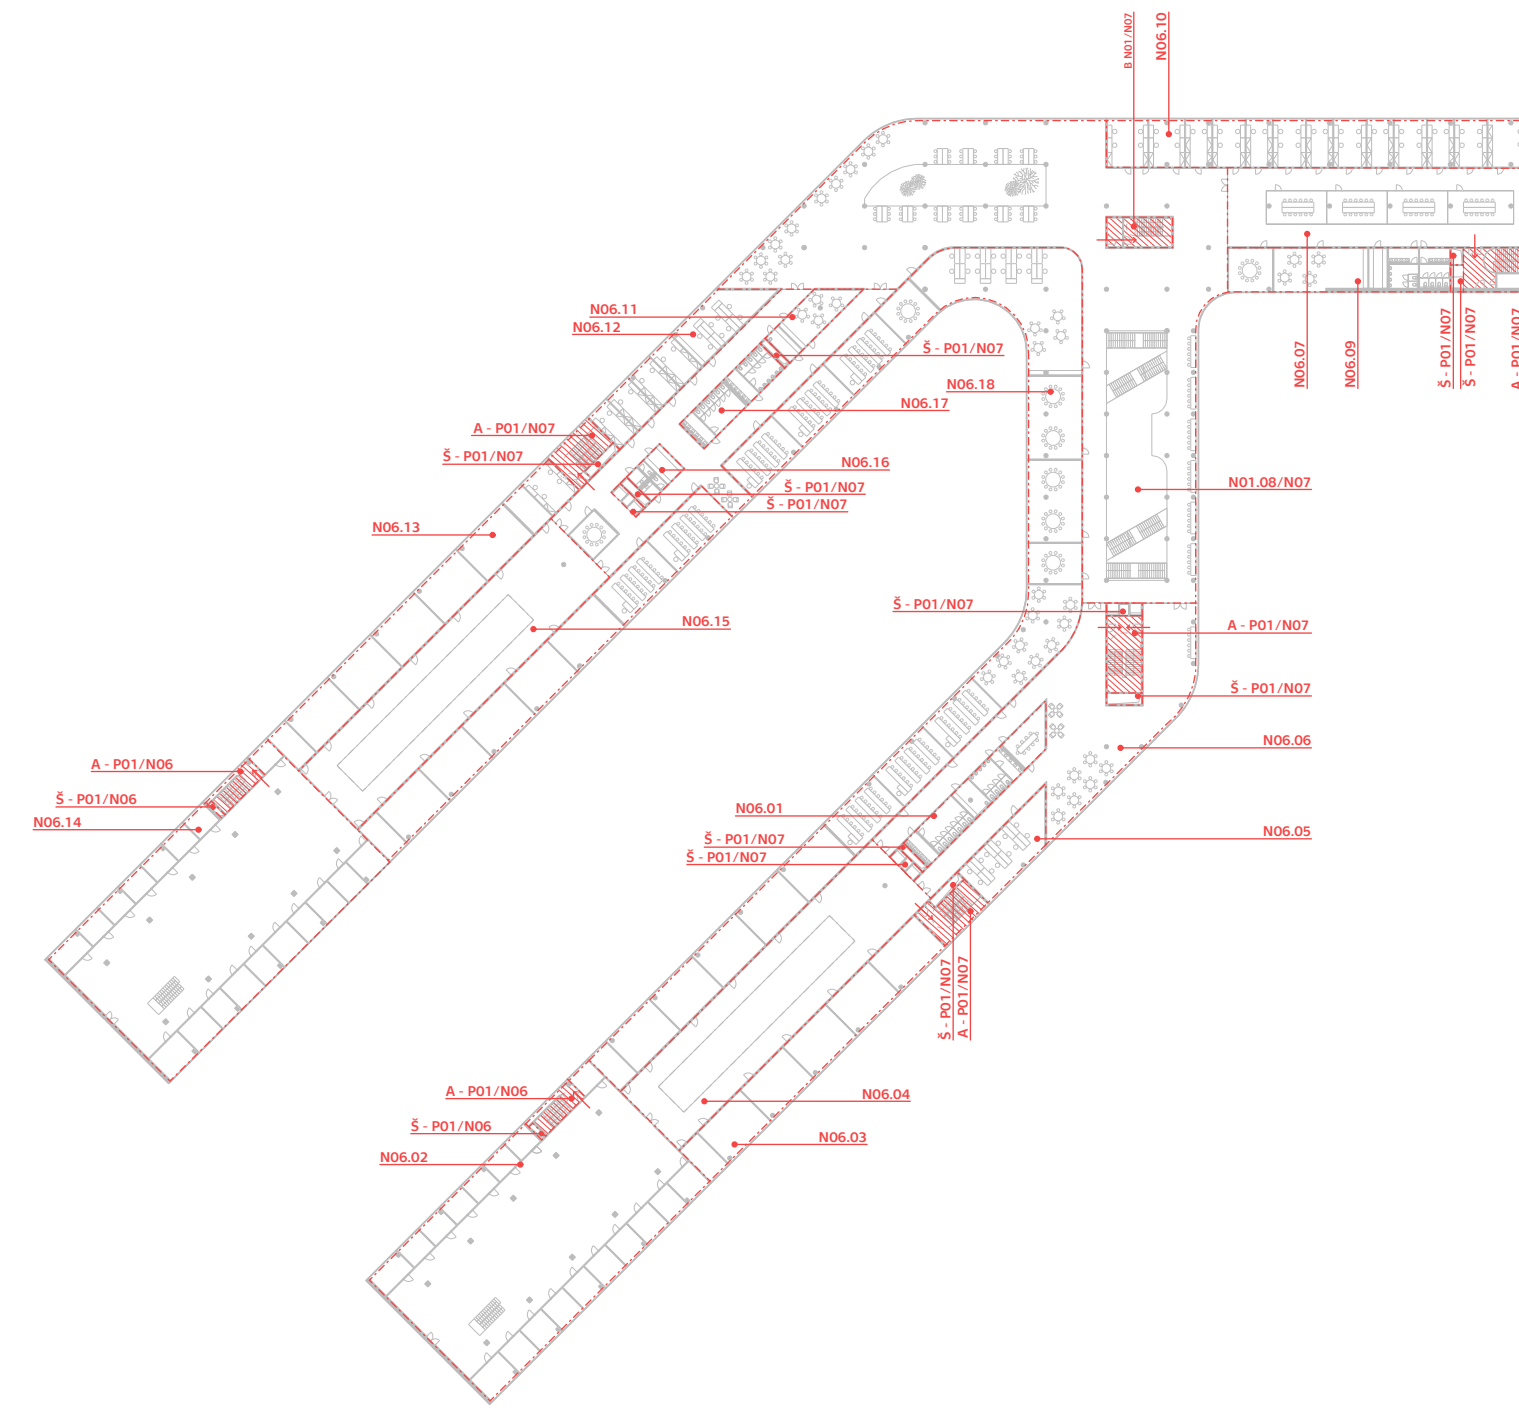 B N01/N07
N06.10
N06.11
N06.12
Š - P01/N07
N06.07
N06.09
Š - P01/N07
Š - P01/N07
A - P01/N07
N06.18
N06.17
A - P01/N07
Š - P01/N07
N06.16
Š - P01/N07
Š - P01/N07
N01.08/N07
N06.13
Š - P01/N07
N06.15
A - P01/N07
Š - P01/N07
N06.06
A - P01/N06
Š - P01/N06
N06.14
N06.01
Š - P01/N07
Š - P01/N07
N06.05
Š - P01/N07
A - P01/N07
A - P01/N06
N06.04
Š - P01/N06
N06.03
N06.02